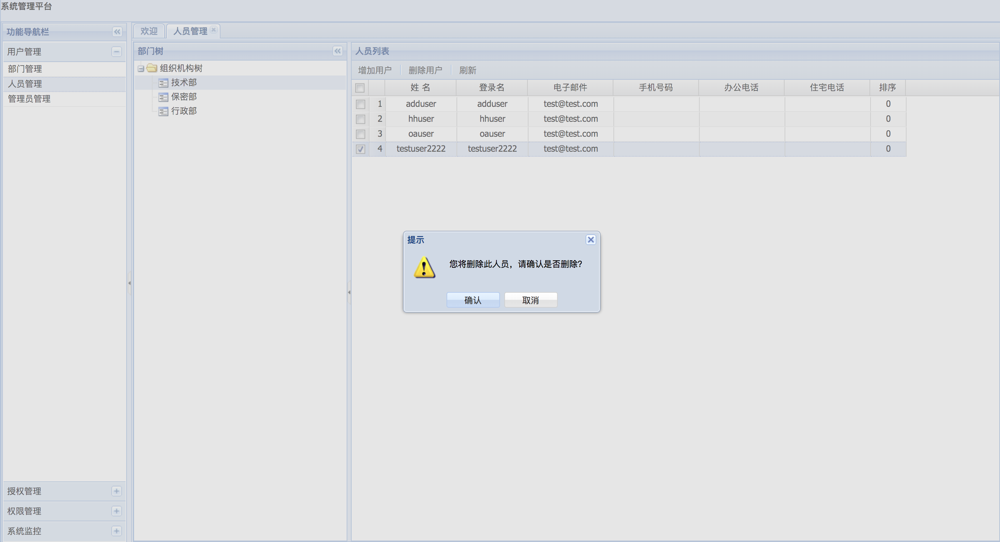 系统管理平台
功能导航栏
用户管理
部门管理
人员管理
管理员管理
授权管理
权限管理
系统监控
欢迎 人员管理
部门树
组织机构树
技术部
保密部
行政部
人员列表
增加用户 删除用户 刷新
姓 名 登录名 电子邮件 手机号码 办公电话 住宅电话 排序
1 adduser adduser test@test.com 0
2 hhuser hhuser test@test.com 0
3 oauser oauser test@test.com 0
4 testuser2222 testuser2222 test@test.com 0
提示
您将删除此人员，请确认是否删除?
确认 取消